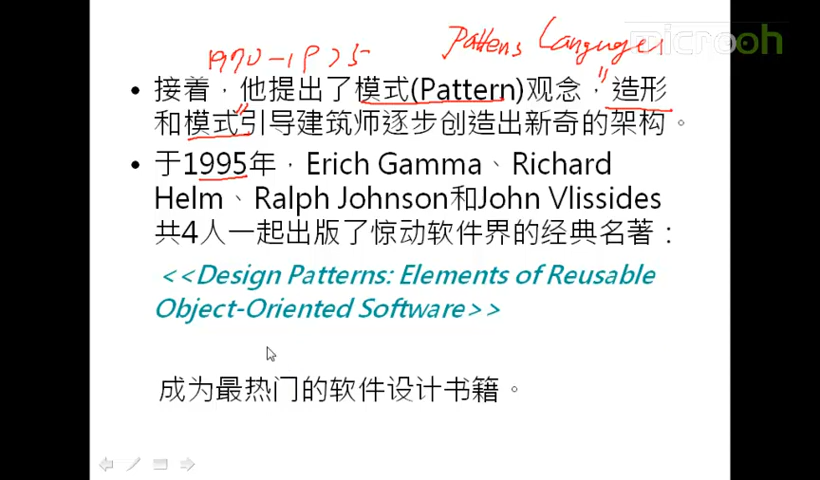 microoh
1970-1975 Pattens Languages
• 接着，他提出了模式(Pattern)观念，"造形
和模式"引导建筑师逐步创造出新奇的架构。
• 于1995年，Erich Gamma、Richard
Helm、Ralph Johnson和John Vlissides
共4人一起出版了惊动软件界的经典名著：
<<Design Patterns: Elements of Reusable
Object-Oriented Software>>
成为最热门的软件设计书籍。